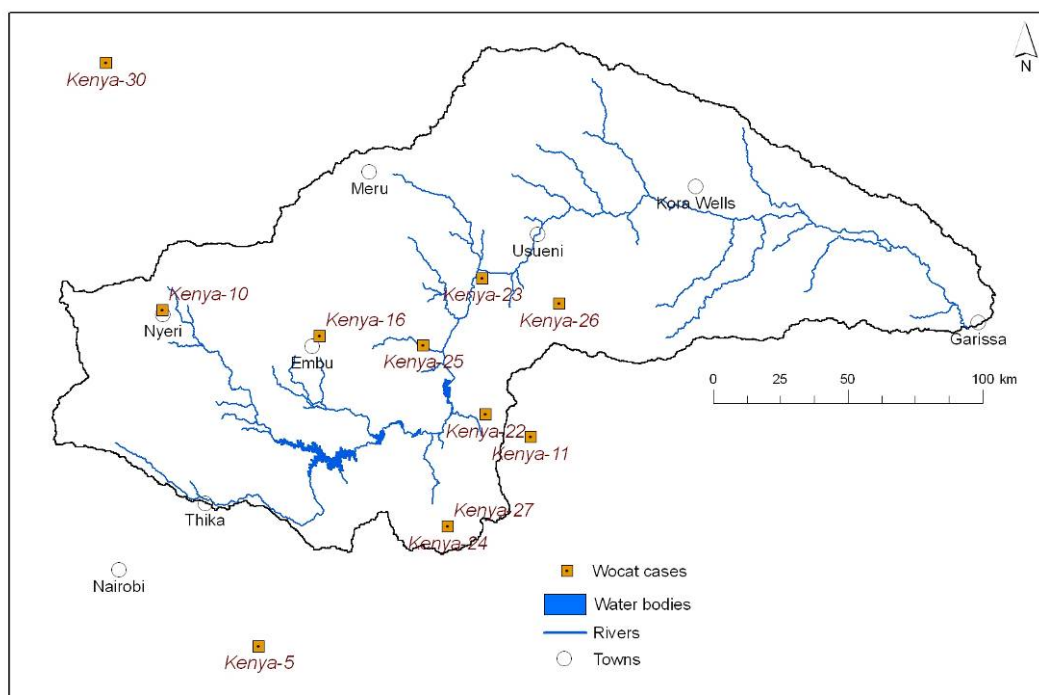 N
Kenya-30
Meru
Kora Wells
Usueni
Kenya-23
Kenya-10
Nyeri
Kenya-26
Kenya-16
Embu
Kenya-25
Garissa
0 25 50 100 km
Kenya-22
Kenya-11
Kenya-27
Thika
Kenya-24
Nairobi
Kenya-5
Wocat cases
Water bodies
Rivers
Towns